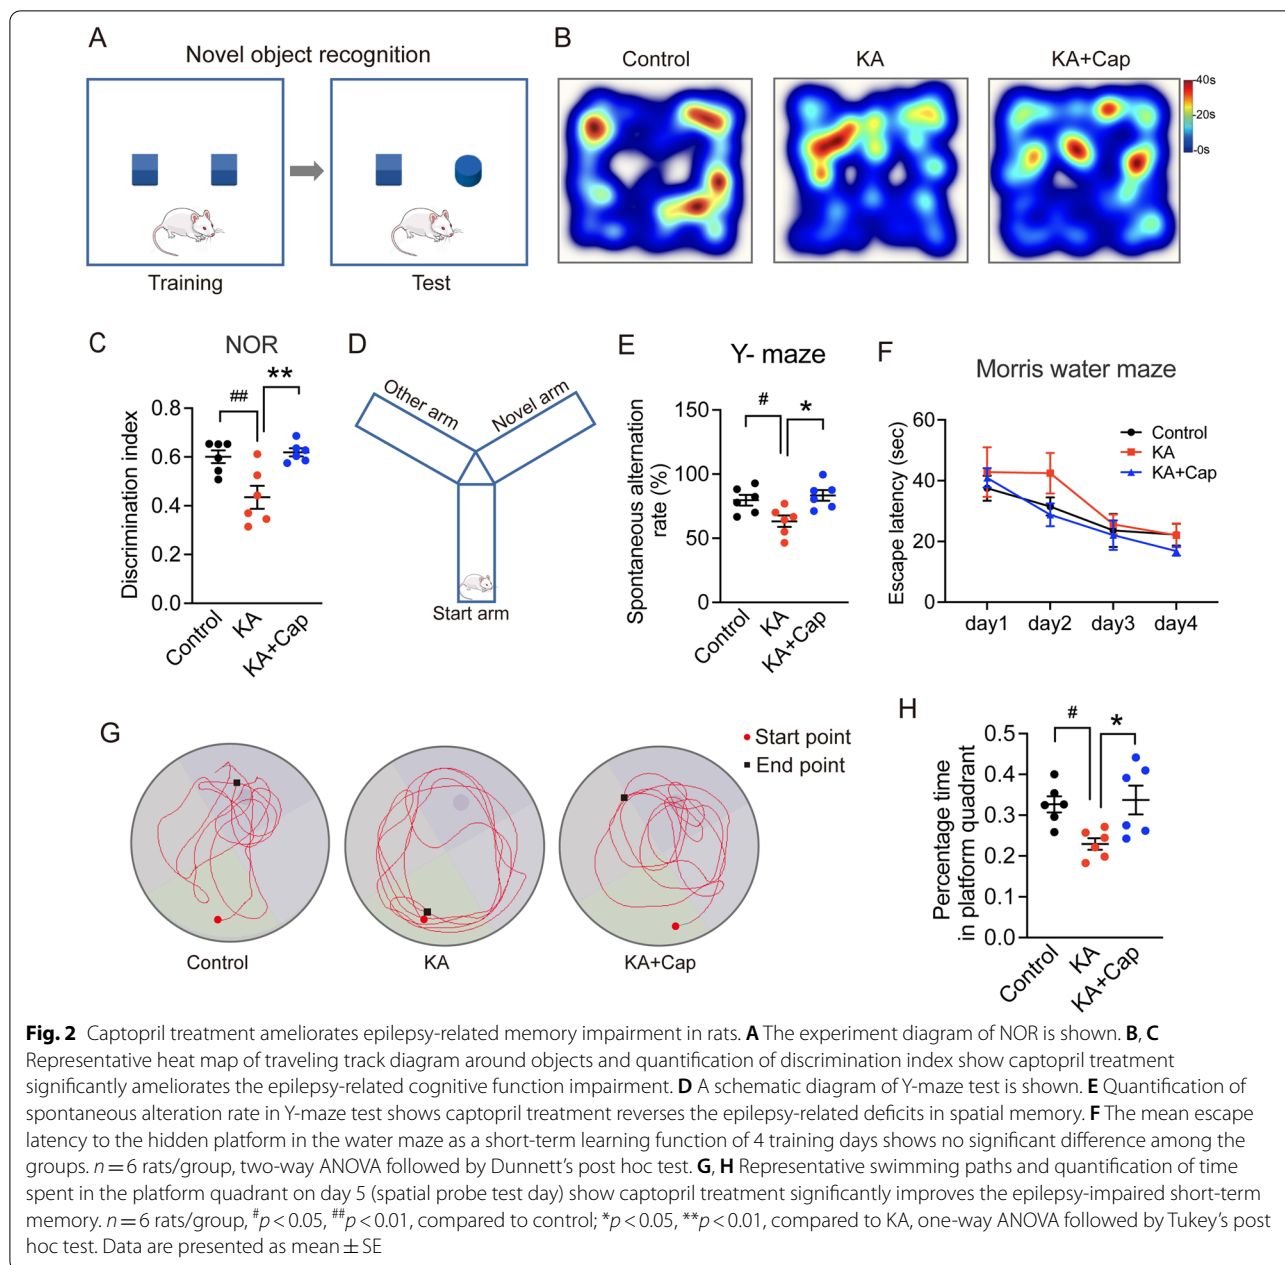 A
Novel object recognition
Training
Test
B
Control
KA
KA+Cap
40s
20s
0s
C
NOR
##
**
Discrimination index
0.8
0.6
0.4
0.2
0.0
Control
KA
KA+Cap
D
Other arm
Novel arm
Start arm
E
Y- maze
#
*
Spontaneous alternation
rate (%)
150
100
50
0
Control
KA
KA+Cap
F
Morris water maze
Escape latency (sec)
60
40
20
0
Control
KA
KA+Cap
day1
day2
day3
day4
G
Start point
End point
Control
KA
KA+Cap
H
#
*
Percentage time
in platform quadrant
0.5
0.4
0.3
0.2
0.1
0.0
Control
KA
KA+Cap
Fig. 2 Captopril treatment ameliorates epilepsy-related memory impairment in rats. A The experiment diagram of NOR is shown. B, C
Representative heat map of traveling track diagram around objects and quantification of discrimination index show captopril treatment
significantly ameliorates the epilepsy-related cognitive function impairment. D A schematic diagram of Y-maze test is shown. E Quantification of
spontaneous alteration rate in Y-maze test shows captopril treatment reverses the epilepsy-related deficits in spatial memory. F The mean escape
latency to the hidden platform in the water maze as a short-term learning function of 4 training days shows no significant difference among the
groups. n = 6 rats/group, two-way ANOVA followed by Dunnett's post hoc test. G, H Representative swimming paths and quantification of time
spent in the platform quadrant on day 5 (spatial probe test day) show captopril treatment significantly improves the epilepsy-impaired short-term
memory. n = 6 rats/group, #p < 0.05, ##p < 0.01, compared to control; *p < 0.05, **p < 0.01, compared to KA, one-way ANOVA followed by Tukey's post
hoc test. Data are presented as mean ± SE